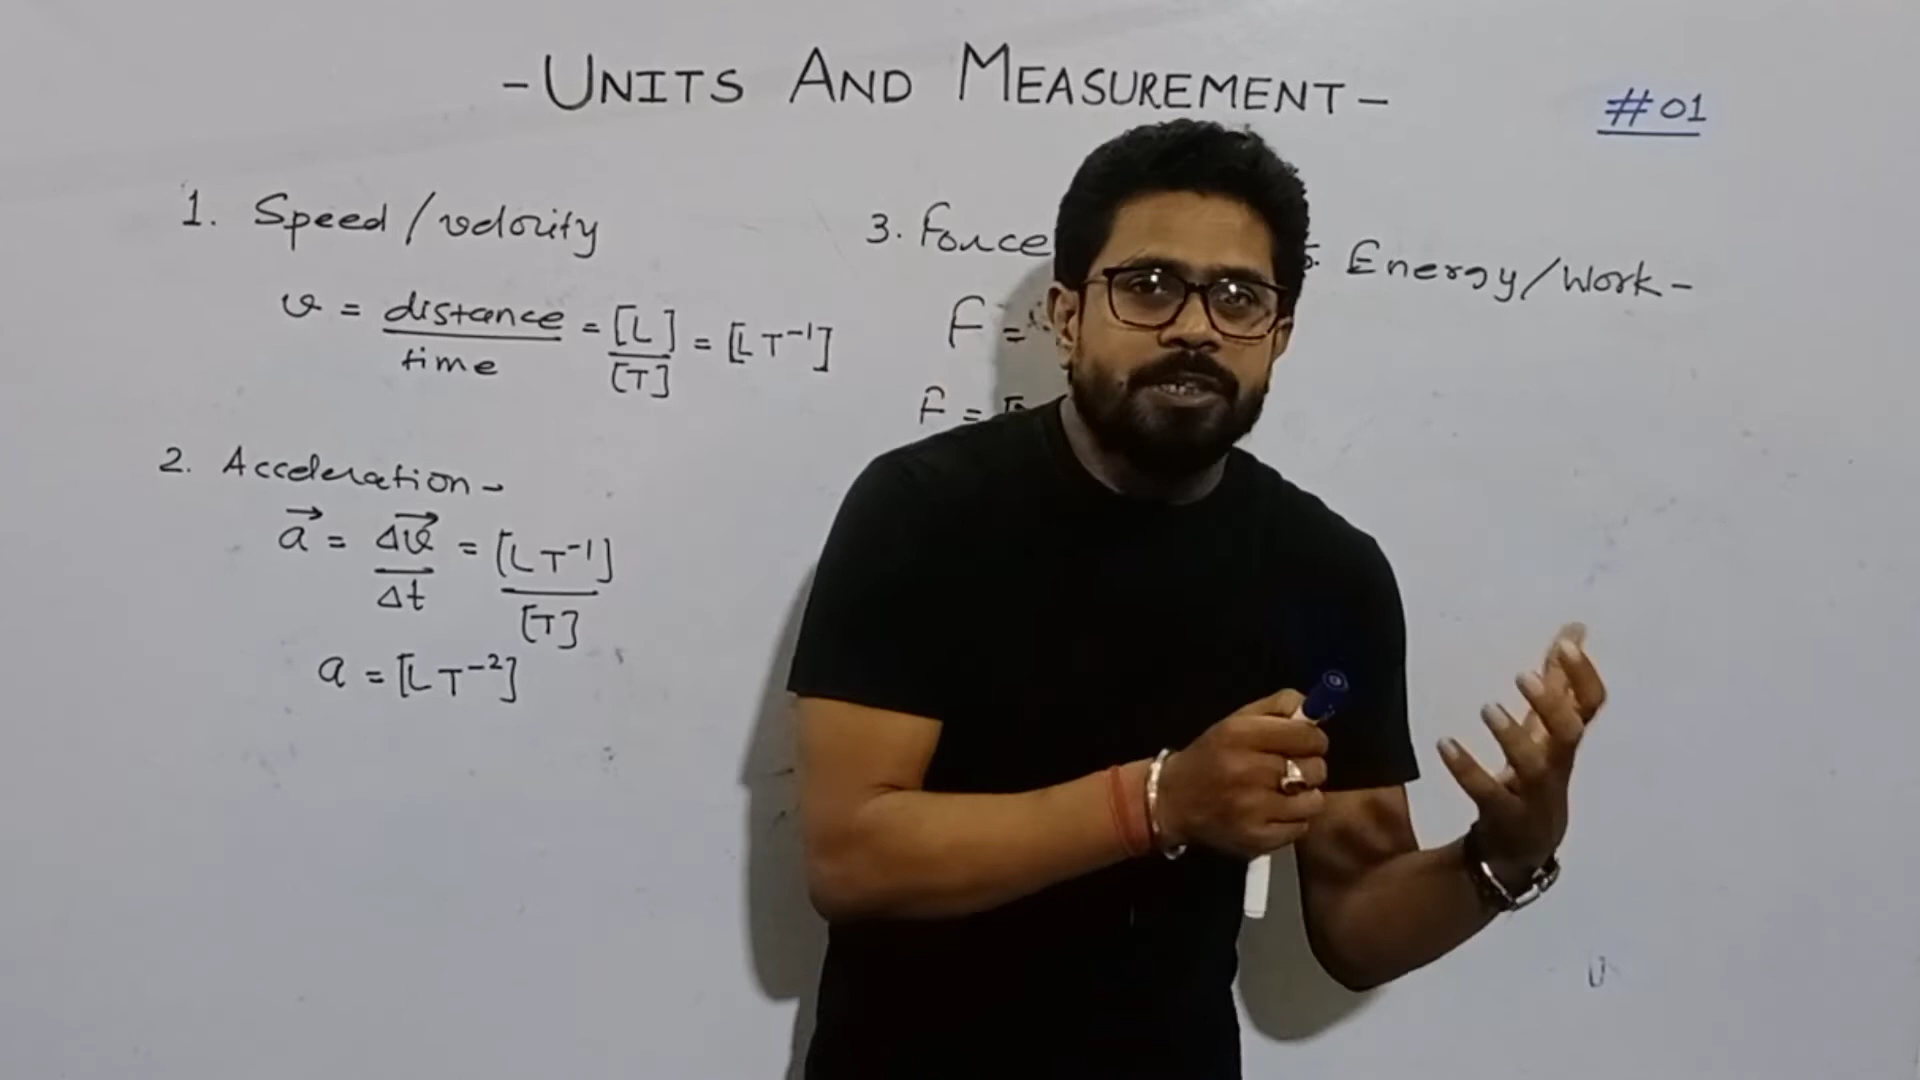 - UNITS AND MEASUREMENT -
#01
1. Speed/velocity
v = distance/time = [L]/[T] = [LT⁻¹]
2. Acceleration -
a⃗ = Δv⃗/Δt = [LT⁻¹]/[T]
a = [LT⁻²]
3. Force
F =
F = [
5. Energy/Work -